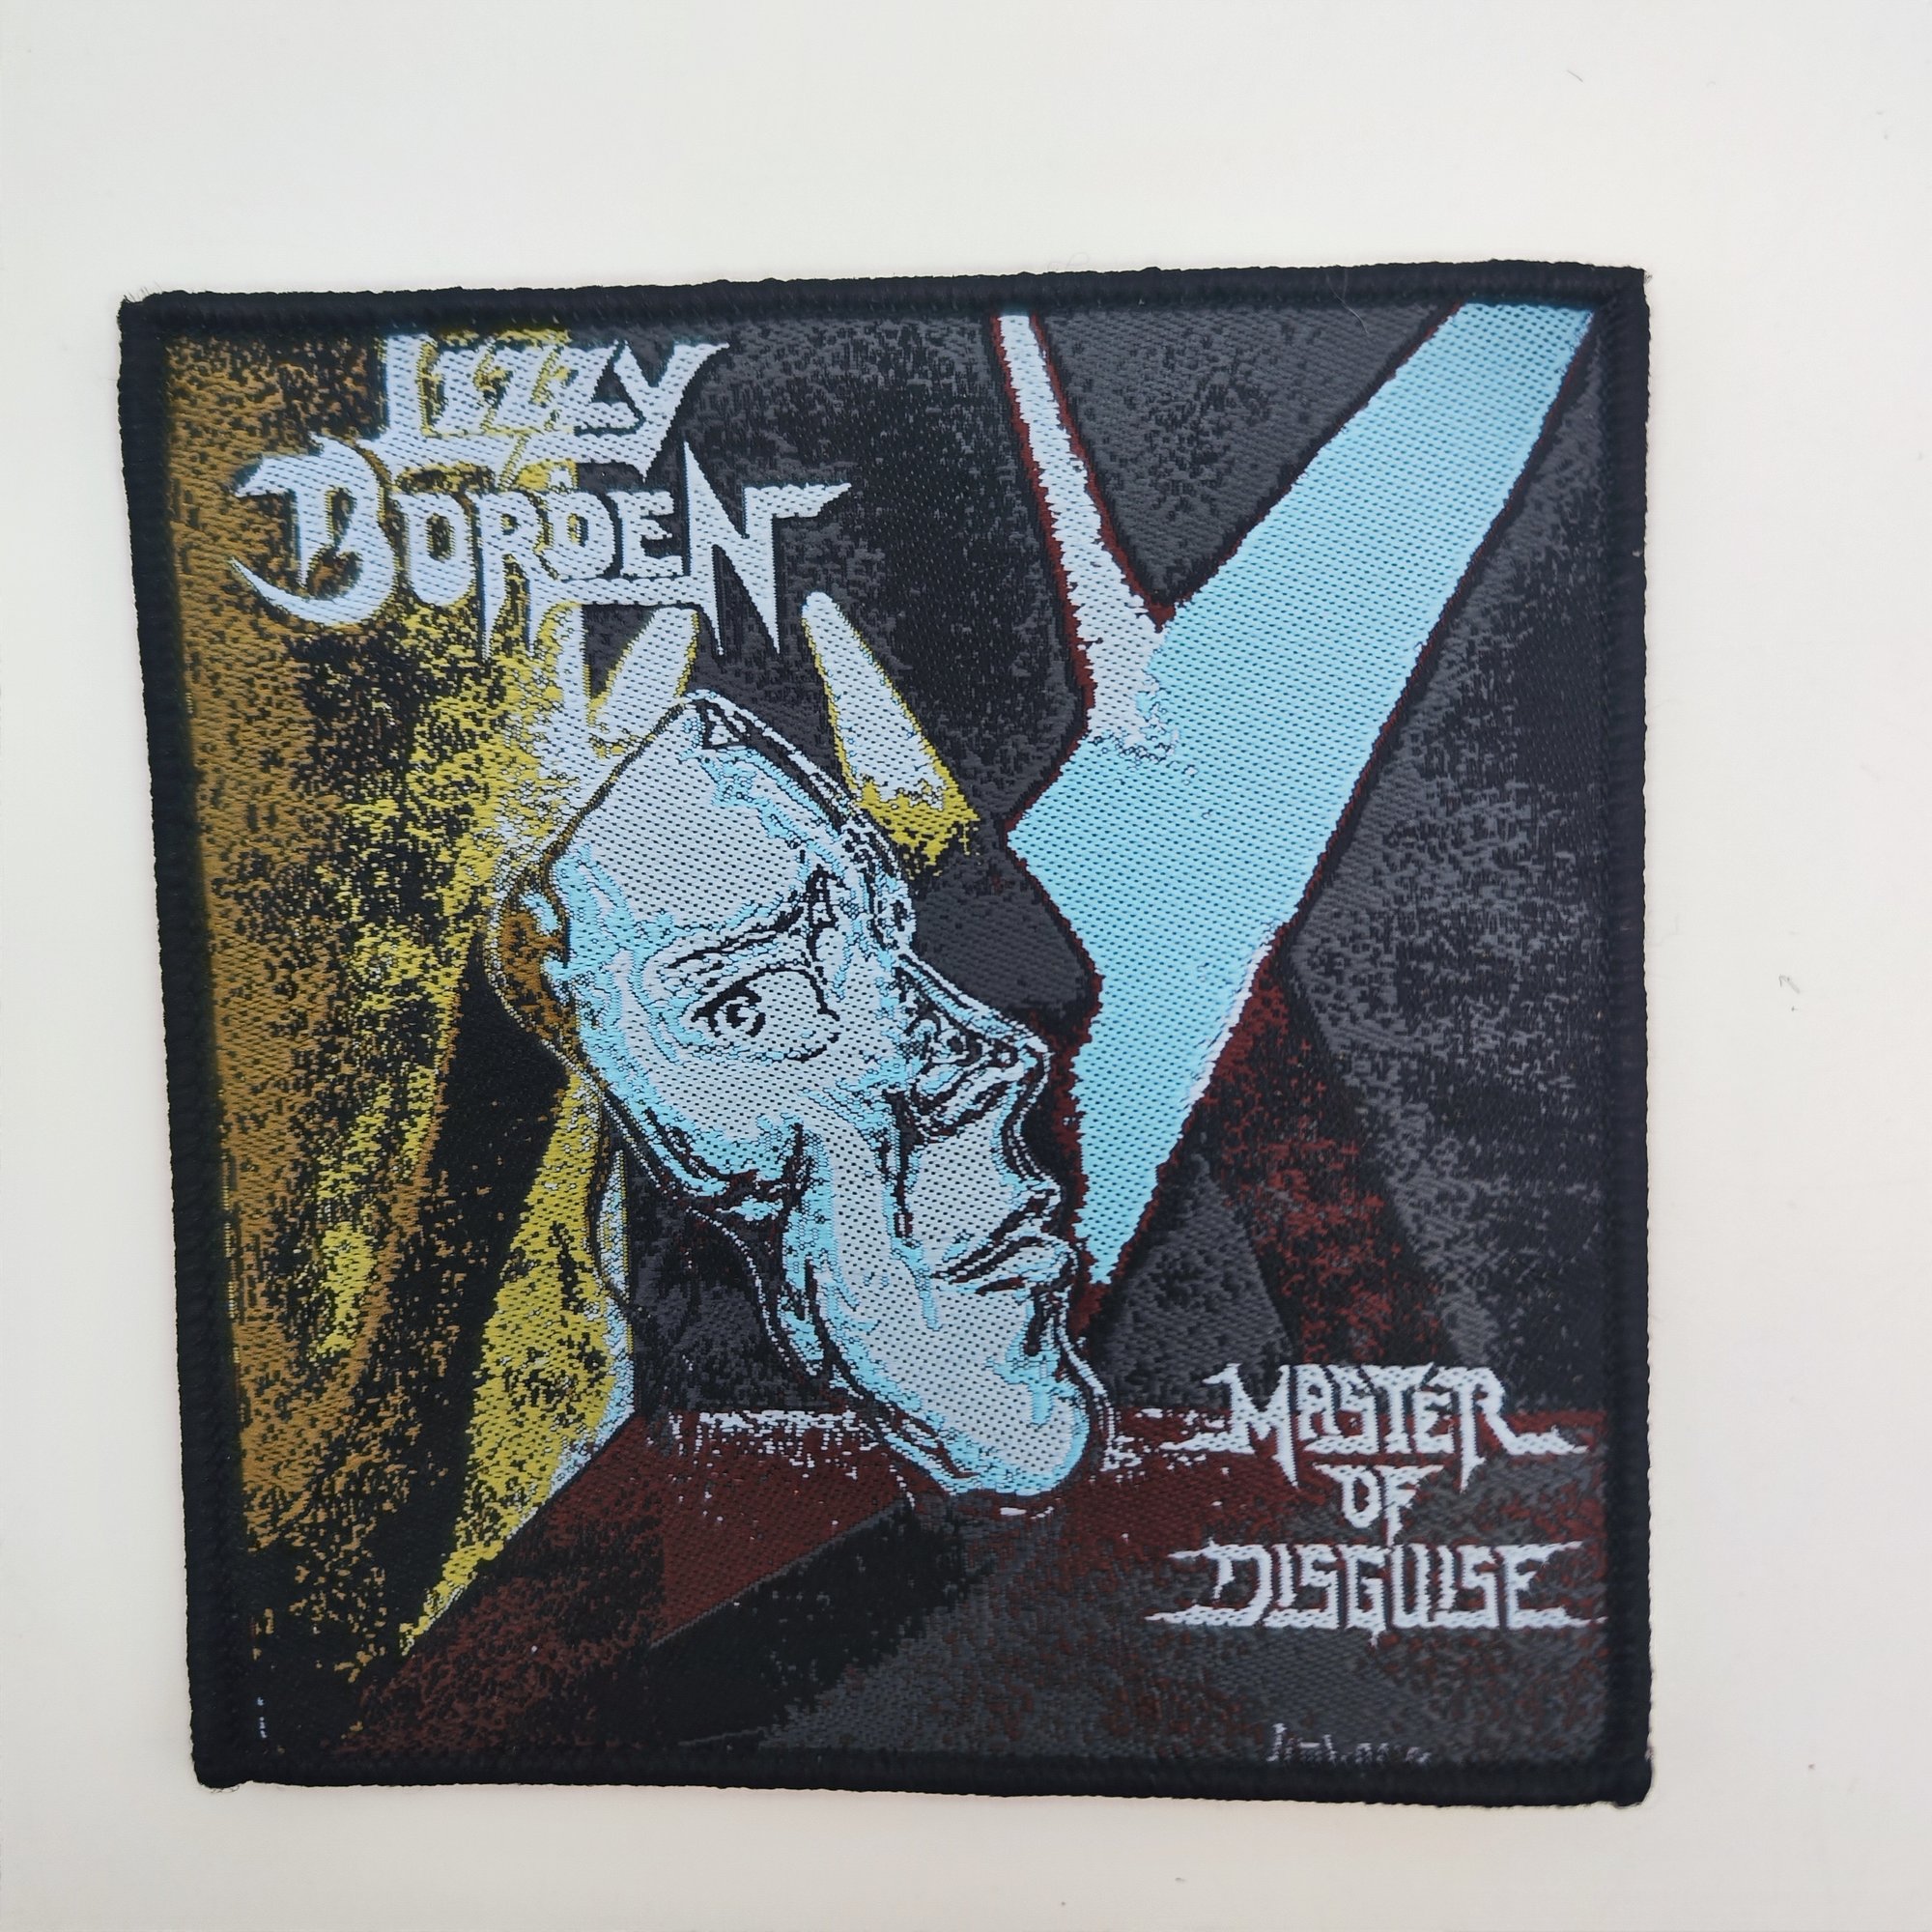 Lizzy
Borden
Master
of
Disguise